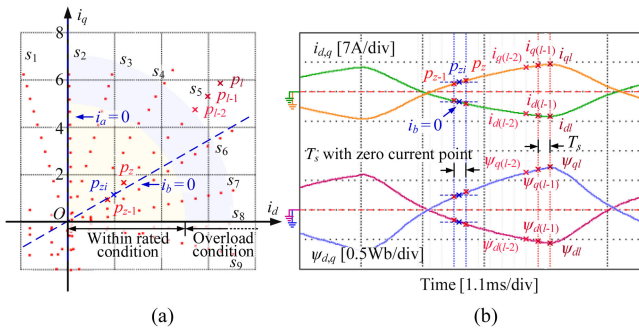 i_q
8
6
4
2
0
O
s_1
s_2
s_3
s_4
s_5
s_6
s_7
s_8
s_9
p_l
p_{l-1}
p_{l-2}
i_a=0
p_z
p_{zi}
p_{z-1}
i_b=0
i_d
Within rated
condition
Overload
condition
(a)
i_{d,q} [7A/div]
i_{q(l-2)}
i_{q(l-1)}
i_{ql}
p_{z-1}
p_{zi}
p_z
i_b=0
i_{d(l-2)}
i_{d(l-1)}
i_{dl}
T_s
T_s with zero current point
ψ_{q(l-2)}
ψ_{q(l-1)}
ψ_{ql}
ψ_{d(l-2)}
ψ_{d(l-1)}
ψ_{dl}
ψ_{d,q} [0.5Wb/div]
Time [1.1ms/div]
(b)